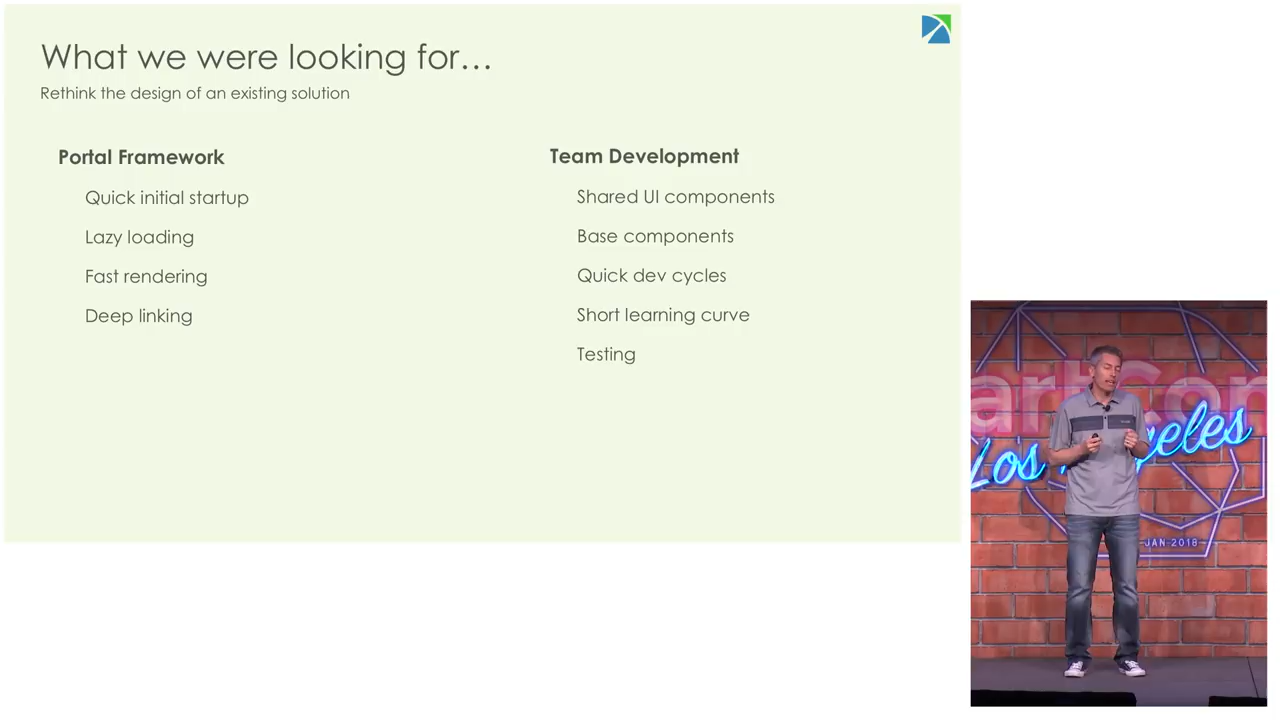 What we were looking for…
Rethink the design of an existing solution
Portal Framework
Quick initial startup
Lazy loading
Fast rendering
Deep linking
Team Development
Shared UI components
Base components
Quick dev cycles
Short learning curve
Testing
Los
eles
JAN 2018